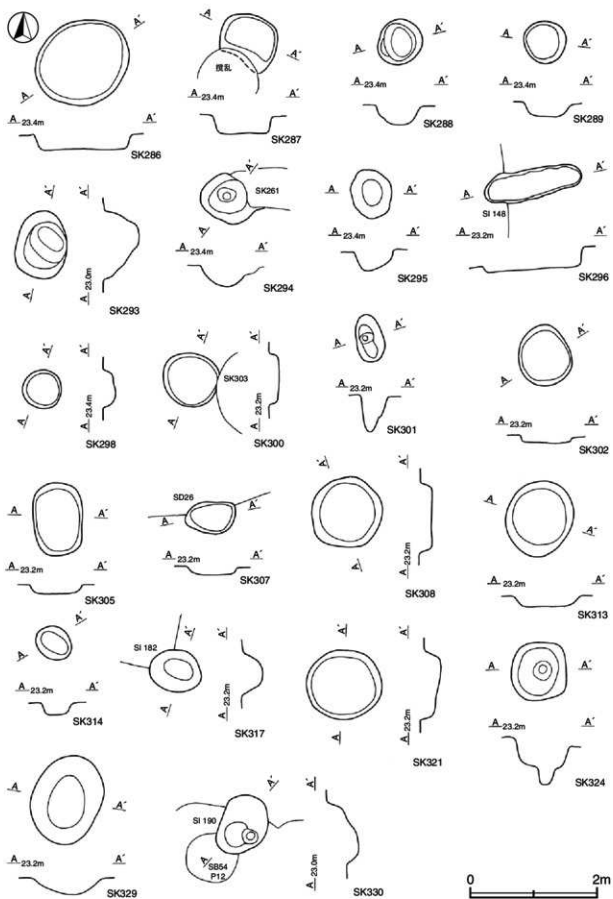 A A´
A 23.4m A´
SK286
A A´
撹乱
A 23.4m A´
SK287
A A´
A 23.4m A´
SK288
A A´
A 23.4m A´
SK289
A A´
A 23.0m A´
SK293
A A´
SK261
A 23.4m A´
SK294
A A´
A 23.4m A´
SK295
A A´
SI 148
A 23.2m A´
SK296
A A´
A 23.4m A´
SK298
A A´
SK303
A 23.2m A´
SK300
A A´
A 23.2m A´
SK301
A A´
A 23.2m A´
SK302
A A´
A 23.2m A´
SK305
SD26
A A´
A 23.2m A´
SK307
A A´
A 23.2m A´
SK308
A A´
A 23.2m A´
SK313
A A´
A 23.2m A´
SK314
SI 182
A A´
A 23.2m A´
SK317
A A´
A 23.2m A´
SK321
A A´
A 23.2m A´
SK324
A A´
A 23.2m A´
SK329
A A´
SI 190
SB54
P12
A 23.0m A´
SK330
0 2m